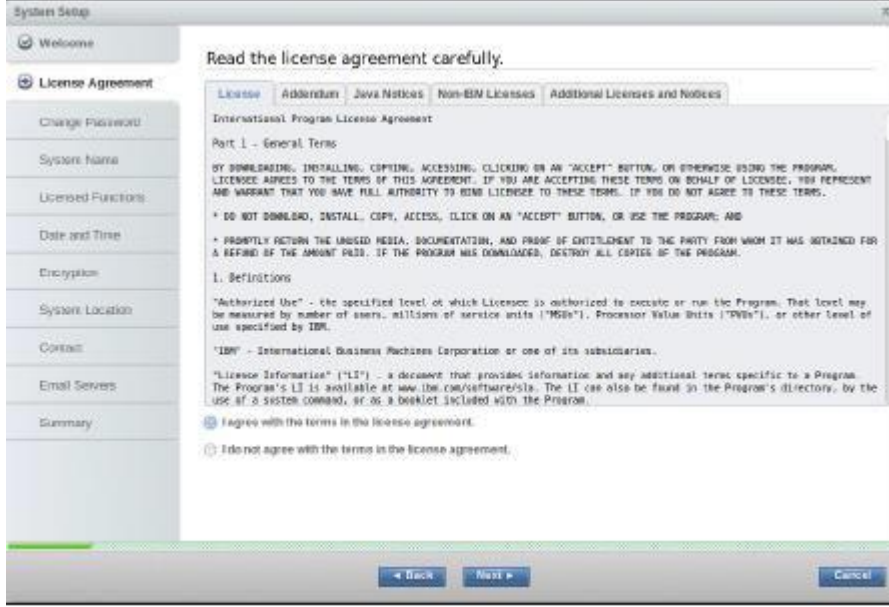 System Setup
Welcome
License Agreement
Change Password
System Name
Licensed Functions
Date and Time
Encryption
System Location
Contact
Email Servers
Summary
Read the license agreement carefully.
License Addendum Java Notices Non-IBM Licenses Additional Licenses and Notices
International Program License Agreement
Part 1 - General Terms
BY DOWNLOADING, INSTALLING, COPYING, ACCESSING, CLICKING ON AN "ACCEPT" BUTTON, OR OTHERWISE USING THE PROGRAM,
LICENSEE AGREES TO THE TERMS OF THIS AGREEMENT. IF YOU ARE ACCEPTING THESE TERMS ON BEHALF OF LICENSEE, YOU REPRESENT
AND WARRANT THAT YOU HAVE FULL AUTHORITY TO BIND LICENSEE TO THESE TERMS. IF YOU DO NOT AGREE TO THESE TERMS,
* DO NOT DOWNLOAD, INSTALL, COPY, ACCESS, CLICK ON AN "ACCEPT" BUTTON, OR USE THE PROGRAM; AND
* PROMPTLY RETURN THE UNUSED MEDIA, DOCUMENTATION, AND PROOF OF ENTITLEMENT TO THE PARTY FROM WHOM IT WAS OBTAINED FOR
A REFUND OF THE AMOUNT PAID. IF THE PROGRAM WAS DOWNLOADED, DESTROY ALL COPIES OF THE PROGRAM.
1. Definitions
"Authorized Use" - the specified level at which Licensee is authorized to execute or run the Program. That level may
be measured by number of users, millions of service units ("MSUs"), Processor Value Units ("PVUs"), or other level of
use specified by IBM.
"IBM" - International Business Machines Corporation or one of its subsidiaries.
"License Information" ("LI") - a document that provides information and any additional terms specific to a Program.
The Program's LI is available at www.ibm.com/software/sla. The LI can also be found in the Program's directory, by the
use of a system command, or as a booklet included with the Program.
I agree with the terms in the license agreement.
I do not agree with the terms in the license agreement.
Back Next Cancel